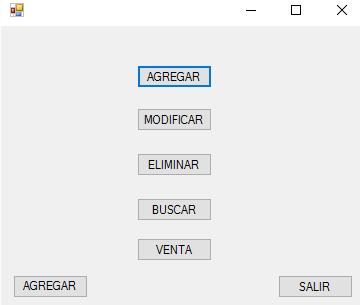 AGREGAR
MODIFICAR
ELIMINAR
BUSCAR
VENTA
AGREGAR
SALIR